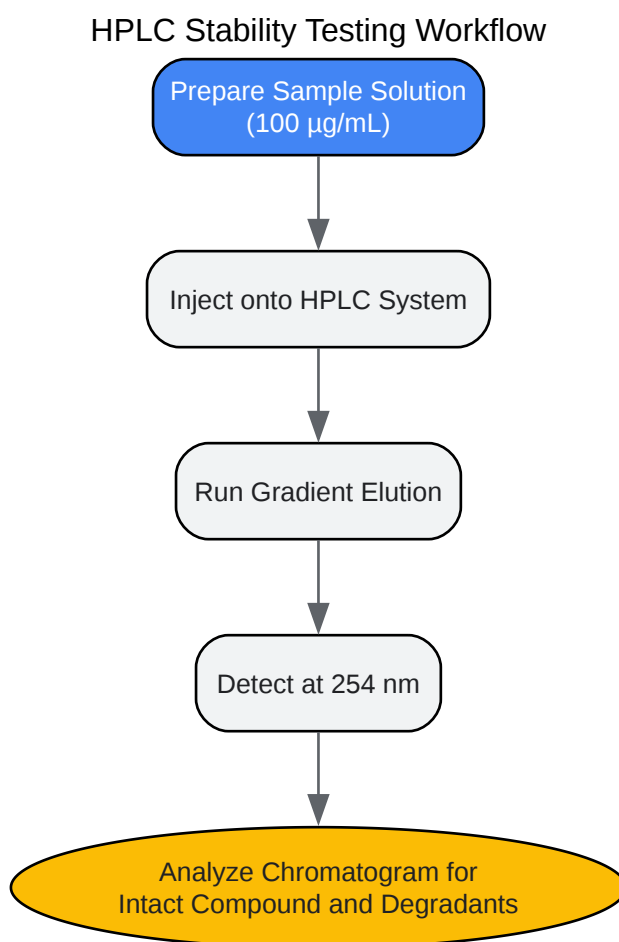 HPLC Stability Testing Workflow
Prepare Sample Solution
(100 µg/mL)
Inject onto HPLC System
Run Gradient Elution
Detect at 254 nm
Analyze Chromatogram for
Intact Compound and Degradants